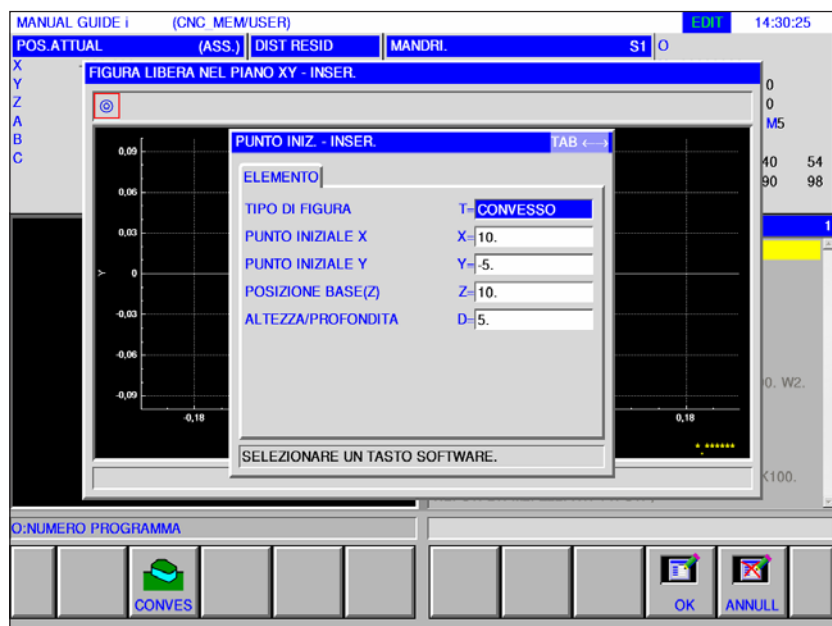 MANUAL GUIDE i (CNC_MEM/USER) EDIT 14:30:25
POS.ATTUAL (ASS.) DIST RESID MANDRI. S1 O
X
FIGURA LIBERA NEL PIANO XY - INSER.
Y 0
Z 0
A M5
B
C 40 54
90 98
1
PUNTO INIZ. - INSER. TAB ←→
ELEMENTO
TIPO DI FIGURA T= CONVESSO
PUNTO INIZIALE X X= 10.
PUNTO INIZIALE Y Y= -5.
POSIZIONE BASE(Z) Z= 10.
ALTEZZA/PROFONDITA D= 5.
SELEZIONARE UN TASTO SOFTWARE.
0,09
0,06
0,03
Y 0
-0,03
-0,06
-0,09
-0,18 0,18
*.******
00. W2.
X100.
O:NUMERO PROGRAMMA
CONVES OK ANNULL